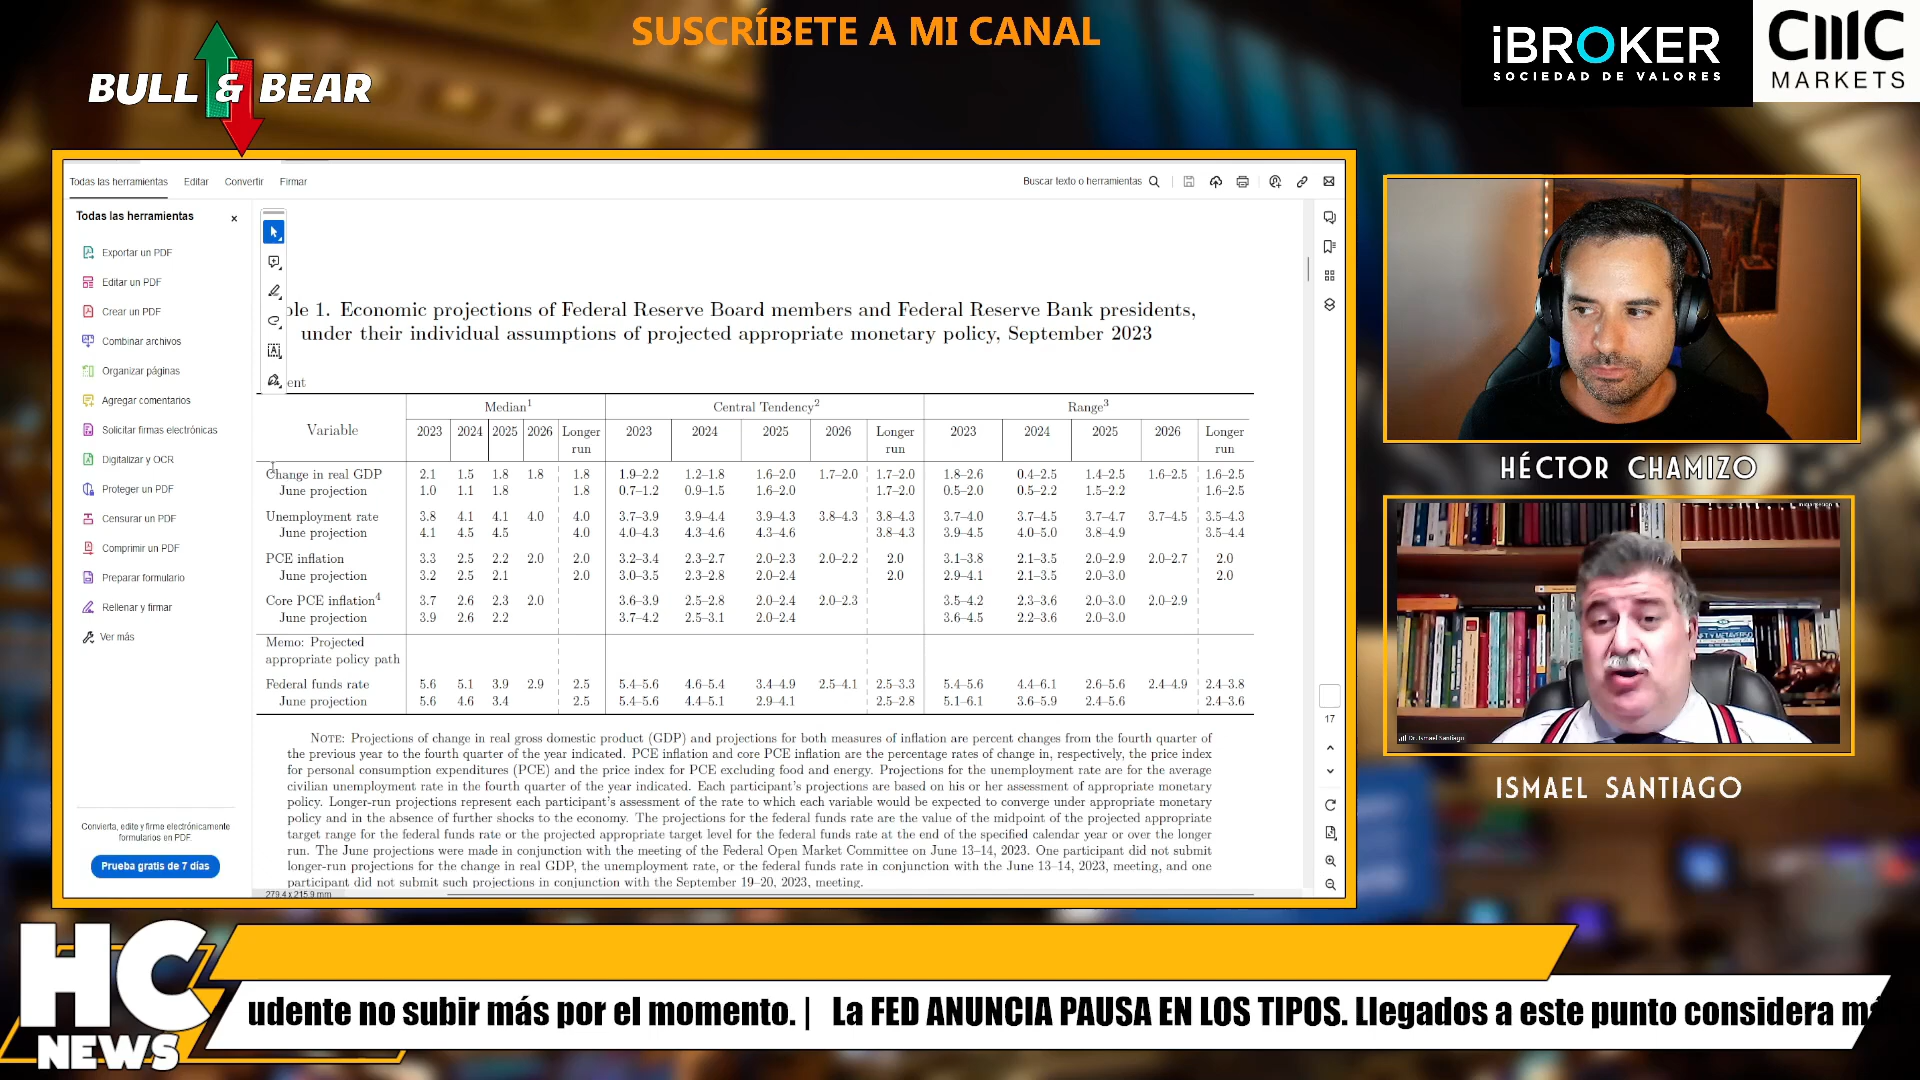 SUSCRÍBETE A MI CANAL
BULL & BEAR
iBROKER
SOCIEDAD DE VALORES
CMC
MARKETS
Todas las herramientas Editar Convertir Firmar
Buscar texto o herramientas
Todas las herramientas x
Exportar un PDF
Editar un PDF
Crear un PDF
Combinar archivos
Organizar páginas
Agregar comentarios
Solicitar firmas electrónicas
Digitalizar y OCR
Proteger un PDF
Censurar un PDF
Comprimir un PDF
Preparar formulario
Rellenar y firmar
Ver más
Convierta, edite y firme electrónicamente
formularios en PDF.
Prueba gratis de 7 días
ble 1. Economic projections of Federal Reserve Board members and Federal Reserve Bank presidents,
under their individual assumptions of projected appropriate monetary policy, September 2023
ent
Variable
Median1 Central Tendency2 Range3
2023 2024 2025 2026 Longer run 2023 2024 2025 2026 Longer run 2023 2024 2025 2026 Longer run
Change in real GDP 2.1 1.5 1.8 1.8 1.8 1.9–2.2 1.2–1.8 1.6–2.0 1.7–2.0 1.7–2.0 1.8–2.6 0.4–2.5 1.4–2.5 1.6–2.5 1.6–2.5
June projection 1.0 1.1 1.8 1.8 0.7–1.2 0.9–1.5 1.6–2.0 1.7–2.0 0.5–2.0 0.5–2.2 1.5–2.2 1.6–2.5
Unemployment rate 3.8 4.1 4.1 4.0 4.0 3.7–3.9 3.9–4.4 3.9–4.3 3.8–4.3 3.8–4.3 3.7–4.0 3.7–4.5 3.7–4.7 3.7–4.5 3.5–4.3
June projection 4.1 4.5 4.5 4.0 4.0–4.3 4.3–4.6 4.3–4.6 3.8–4.3 3.9–4.5 4.0–5.0 3.8–4.9 3.5–4.4
PCE inflation 3.3 2.5 2.2 2.0 2.0 3.2–3.4 2.3–2.7 2.0–2.3 2.0–2.2 2.0 3.1–3.8 2.1–3.5 2.0–2.9 2.0–2.7 2.0
June projection 3.2 2.5 2.1 2.0 3.0–3.5 2.3–2.8 2.0–2.4 2.0 2.9–4.1 2.1–3.5 2.0–3.0 2.0
Core PCE inflation4 3.7 2.6 2.3 2.0 3.6–3.9 2.5–2.8 2.0–2.4 2.0–2.3 3.5–4.2 2.3–3.6 2.0–3.0 2.0–2.9
June projection 3.9 2.6 2.2 3.7–4.2 2.5–3.1 2.0–2.4 3.6–4.5 2.2–3.6 2.0–3.0
Memo: Projected
appropriate policy path
Federal funds rate 5.6 5.1 3.9 2.9 2.5 5.4–5.6 4.6–5.4 3.4–4.9 2.5–4.1 2.5–3.3 5.4–5.6 4.4–6.1 2.6–5.6 2.4–4.9 2.4–3.8
June projection 5.6 4.6 3.4 2.5 5.4–5.6 4.4–5.1 2.9–4.1 2.5–2.8 5.1–6.1 3.6–5.9 2.4–5.6 2.4–3.6
NOTE: Projections of change in real gross domestic product (GDP) and projections for both measures of inflation are percent changes from the fourth quarter of
the previous year to the fourth quarter of the year indicated. PCE inflation and core PCE inflation are the percentage rates of change in, respectively, the price index
for personal consumption expenditures (PCE) and the price index for PCE excluding food and energy. Projections for the unemployment rate are for the average
civilian unemployment rate in the fourth quarter of the year indicated. Each participant's projections are based on his or her assessment of appropriate monetary
policy. Longer-run projections represent each participant's assessment of the rate to which each variable would be expected to converge under appropriate monetary
policy and in the absence of further shocks to the economy. The projections for the federal funds rate are the value of the midpoint of the projected appropriate
target range for the federal funds rate or the projected appropriate target level for the federal funds rate at the end of the specified calendar year or over the longer
run. The June projections were made in conjunction with the meeting of the Federal Open Market Committee on June 13–14, 2023. One participant did not submit
longer-run projections for the change in real GDP, the unemployment rate, or the federal funds rate in conjunction with the June 13–14, 2023, meeting, and one
participant did not submit such projections in conjunction with the September 19–20, 2023, meeting.
279,4 x 215,9 mm
17
HÉCTOR CHAMIZO
Dr. Ismael Santiago
ISMAEL SANTIAGO
HC
NEWS
udente no subir más por el momento. | La FED ANUNCIA PAUSA EN LOS TIPOS. Llegados a este punto considera má